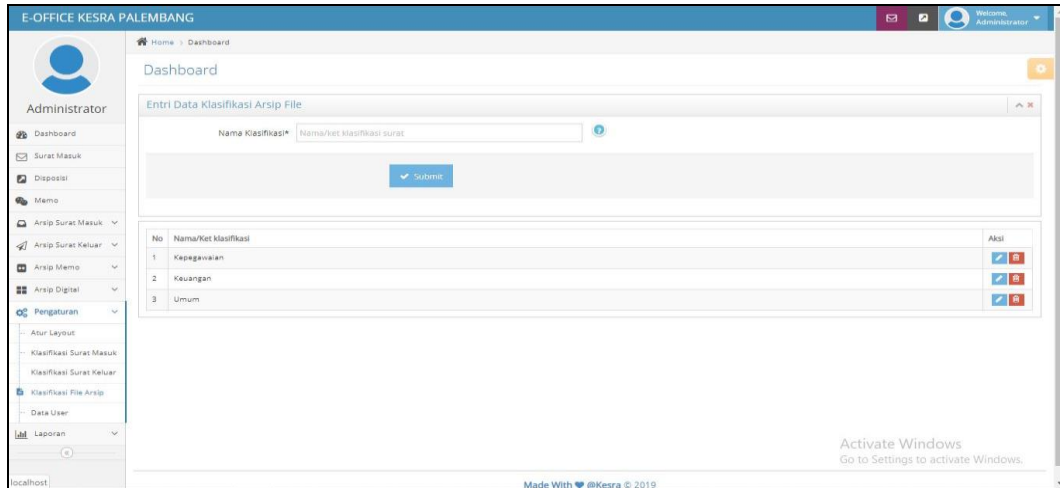 E-OFFICE KESRA PALEMBANG
Welcome,
Administrator
Home > Dashboard
Dashboard
Administrator
Dashboard
Surat Masuk
Disposisi
Memo
Arsip Surat Masuk
Arsip Surat Keluar
Arsip Memo
Arsip Digital
Pengaturan
Atur Layout
Klasifikasi Surat Masuk
Klasifikasi Surat Keluar
Klasifikasi File Arsip
Data User
Laporan
Entri Data Klasifikasi Arsip File
Nama Klasifikasi* Nama/ket klasifikasi surat
Submit
No Nama/Ket klasifikasi Aksi
1 Kepegawaian
2 Keuangan
3 Umum
Activate Windows
Go to Settings to activate Windows.
localhost
Made With @Kesra © 2019